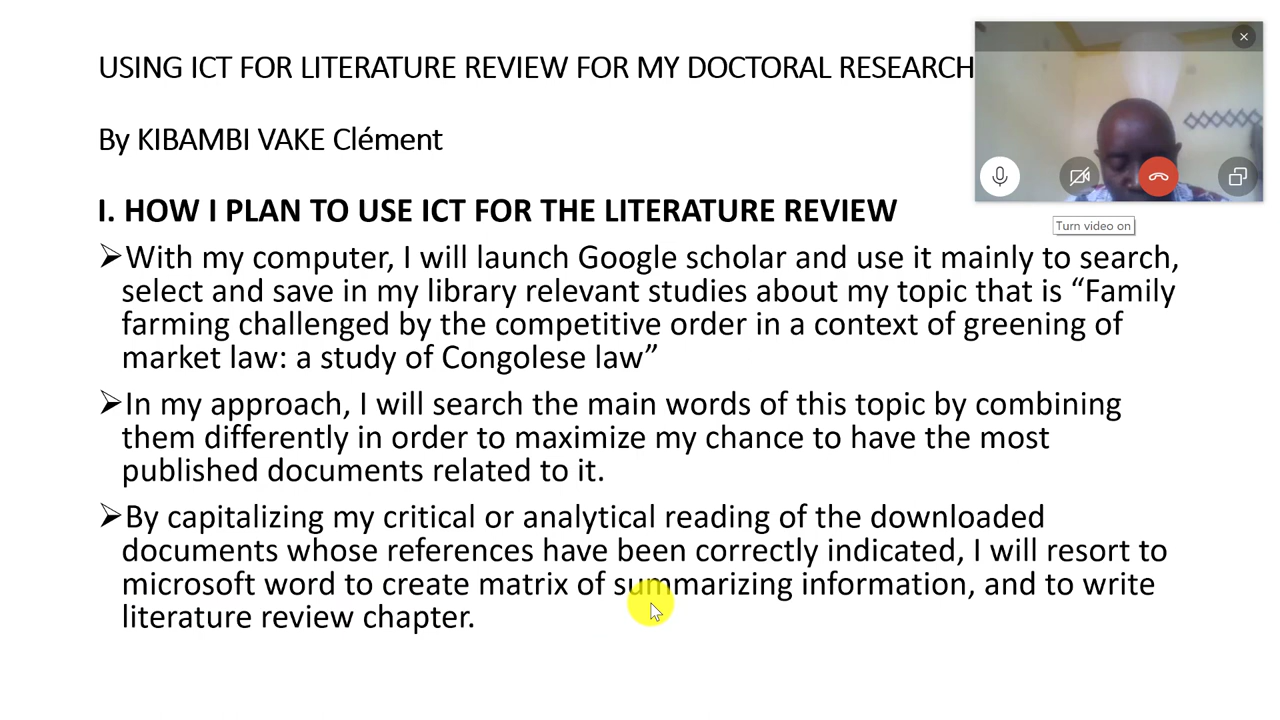 USING ICT FOR LITERATURE REVIEW FOR MY DOCTORAL RESEARCH
By KIBAMBI VAKE Clément
I. HOW I PLAN TO USE ICT FOR THE LITERATURE REVIEW
➢With my computer, I will launch Google scholar and use it mainly to search,
select and save in my library relevant studies about my topic that is “Family
farming challenged by the competitive order in a context of greening of
market law: a study of Congolese law”
➢In my approach, I will search the main words of this topic by combining
them differently in order to maximize my chance to have the most
published documents related to it.
➢By capitalizing my critical or analytical reading of the downloaded
documents whose references have been correctly indicated, I will resort to
microsoft word to create matrix of summarizing information, and to write
literature review chapter.
Turn video on